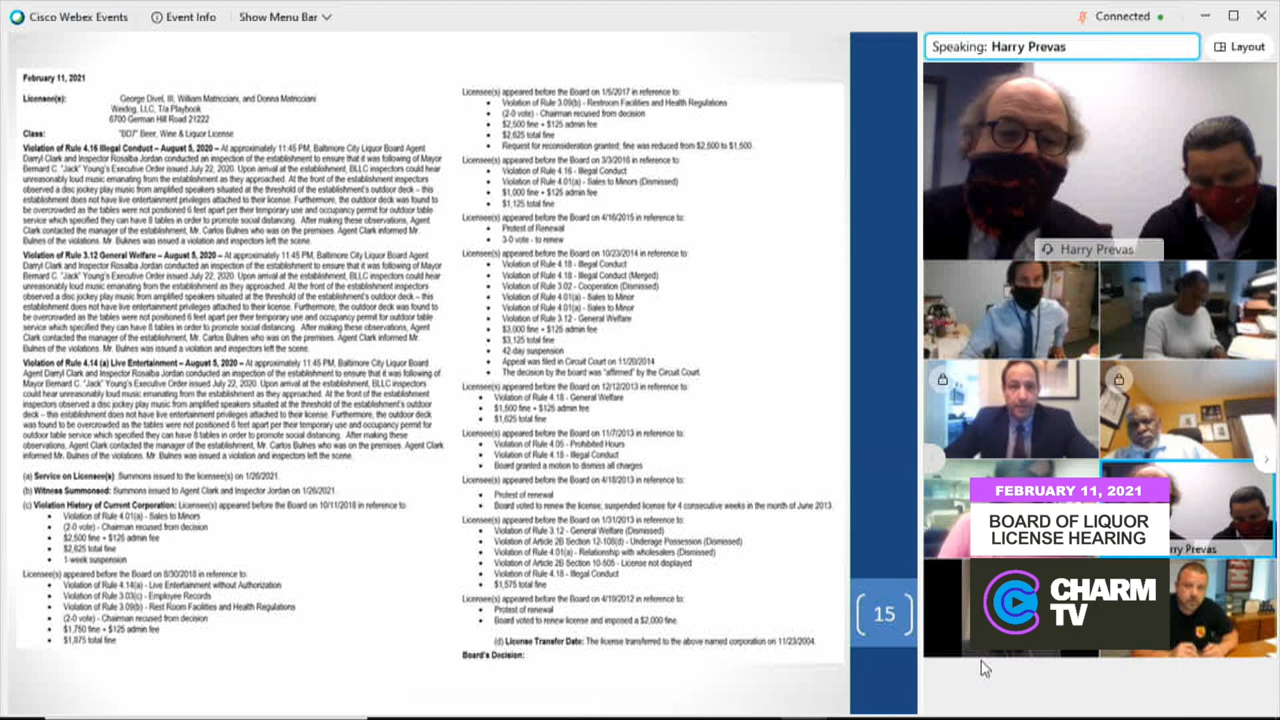 Cisco Webex Events
Event Info
Show Menu Bar
Connected
February 11, 2021
Licensee(s): George Divel, III, William Matricciani, and Donna Matricciani
Weidog, LLC, T/a Playbook
6700 German Hill Road 21222
Class: "BD7" Beer, Wine & Liquor License
Violation of Rule 4.16 Illegal Conduct – August 5, 2020 – At approximately 11:45 PM, Baltimore City Liquor Board Agent
Darryl Clark and Inspector Rosalba Jordan conducted an inspection of the establishment to ensure that it was following of Mayor
Bernard C. "Jack" Young's Executive Order issued July 22, 2020. Upon arrival at the establishment, BLLC inspectors could hear
unreasonably loud music emanating from the establishment as they approached. At the front of the establishment inspectors
observed a disc jockey play music from amplified speakers situated at the threshold of the establishment's outdoor deck – this
establishment does not have live entertainment privileges attached to their license. Furthermore, the outdoor deck was found to
be overcrowded as the tables were not positioned 6 feet apart per their temporary use and occupancy permit for outdoor table
service which specified they can have 8 tables in order to promote social distancing. After making these observations, Agent
Clark contacted the manager of the establishment, Mr. Carlos Bulnes who was on the premises. Agent Clark informed Mr.
Bulnes of the violations. Mr. Bulnes was issued a violation and inspectors left the scene.
Violation of Rule 3.12 General Welfare – August 5, 2020 – At approximately 11:45 PM, Baltimore City Liquor Board Agent
Darryl Clark and Inspector Rosalba Jordan conducted an inspection of the establishment to ensure that it was following of Mayor
Bernard C. "Jack" Young's Executive Order issued July 22, 2020. Upon arrival at the establishment, BLLC inspectors could hear
unreasonably loud music emanating from the establishment as they approached. At the front of the establishment inspectors
observed a disc jockey play music from amplified speakers situated at the threshold of the establishment's outdoor deck – this
establishment does not have live entertainment privileges attached to their license. Furthermore, the outdoor deck was found to
be overcrowded as the tables were not positioned 6 feet apart per their temporary use and occupancy permit for outdoor table
service which specified they can have 8 tables in order to promote social distancing. After making these observations, Agent
Clark contacted the manager of the establishment, Mr. Carlos Bulnes who was on the premises. Agent Clark informed Mr.
Bulnes of the violations. Mr. Bulnes was issued a violation and inspectors left the scene.
Violation of Rule 4.14 (a) Live Entertainment – August 5, 2020 – At approximately 11:45 PM, Baltimore City Liquor Board
Agent Darryl Clark and Inspector Rosalba Jordan conducted an inspection of the establishment to ensure that it was following of
Mayor Bernard C. "Jack" Young's Executive Order issued July 22, 2020. Upon arrival at the establishment, BLLC inspectors
could hear unreasonably loud music emanating from the establishment as they approached. At the front of the establishment
inspectors observed a disc jockey play music from amplified speakers situated at the threshold of the establishment's outdoor
deck – this establishment does not have live entertainment privileges attached to their license. Furthermore, the outdoor deck
was found to be overcrowded as the tables were not positioned 6 feet apart per their temporary use and occupancy permit for
outdoor table service which specified they can have 8 tables in order to promote social distancing. After making these
observations, Agent Clark contacted the manager of the establishment, Mr. Carlos Bulnes who was on the premises. Agent Clark
informed Mr. Bulnes of the violations. Mr. Bulnes was issued a violation and inspectors left the scene.
(a) Service on Licensee(s): Summons issued to the licensee(s) on 1/26/2021.
(b) Witness Summonsed: Summons issued to Agent Clark and Inspector Jordan on 1/26/2021.
(c) Violation History of Current Corporation: Licensee(s) appeared before the Board on 10/11/2018 in reference to
• Violation of Rule 4.01(a) - Sales to Minors
• (2-0 vote) - Chairman recused from decision
• $2,500 fine + $125 admin fee
• $2,625 total fine
• 1-week suspension
Licensee(s) appeared before the Board on 8/30/2018 in reference to:
• Violation of Rule 4.14(a) - Live Entertainment without Authorization
• Violation of Rule 3.03(c) - Employee Records
• Violation of Rule 3.09(b) - Rest Room Facilities and Health Regulations
• (2-0 vote) - Chairman recused from decision
• $1,750 fine + $125 admin fee
• $1,875 total fine
Licensee(s) appeared before the Board on 1/5/2017 in reference to:
• Violation of Rule 3.09(b) - Restroom Facilities and Health Regulations
• (2-0 vote) - Chairman recused from decision
• $2,500 fine + $125 admin fee
• $2,625 total fine
• Request for reconsideration granted; fine was reduced from $2,500 to $1,500.
Licensee(s) appeared before the Board on 3/3/2016 in reference to:
• Violation of Rule 4.16 - Illegal Conduct
• Violation of Rule 4.01(a) - Sales to Minors (Dismissed)
• $1,000 fine + $125 admin fee
• $1,125 total fine
Licensee(s) appeared before the Board on 4/16/2015 in reference to:
• Protest of Renewal
• 3-0 vote - to renew
Licensee(s) appeared before the Board on 10/23/2014 in reference to:
• Violation of Rule 4.18 - Illegal Conduct
• Violation of Rule 4.18 - Illegal Conduct (Merged)
• Violation of Rule 3.02 - Cooperation (Dismissed)
• Violation of Rule 4.01(a) - Sales to Minor
• Violation of Rule 4.01(a) - Sales to Minor
• Violation of Rule 3.12 - General Welfare
• $3,000 fine + $125 admin fee
• $3,125 total fine
• 42-day suspension
• Appeal was filed in Circuit Court on 11/20/2014
• The decision by the board was "affirmed" by the Circuit Court.
Licensee(s) appeared before the Board on 12/12/2013 in reference to:
• Violation of Rule 4.18 - General Welfare
• $1,500 fine + $125 admin fee
• $1,625 total fine
Licensee(s) appeared before the Board on 11/7/2013 in reference to:
• Violation of Rule 4.05 - Prohibited Hours
• Violation of Rule 4.18 - Illegal Conduct
• Board granted a motion to dismiss all charges
Licensee(s) appeared before the Board on 4/18/2013 in reference to:
• Protest of renewal
• Board voted to renew the license; suspended license for 4 consecutive weeks in the month of June 2013.
Licensee(s) appeared before the Board on 1/31/2013 in reference to:
• Violation of Rule 3.12 - General Welfare (Dismissed)
• Violation of Article 2B Section 12-108(d) - Underage Possession (Dismissed)
• Violation of Rule 4.01(a) - Relationship with wholesalers (Dismissed)
• Violation of Article 2B Section 10-505 - License not displayed
• Violation of Rule 4.18 - Illegal Conduct
• $1,575 total fine
Licensee(s) appeared before the Board on 4/19/2012 in reference to:
• Protest of renewal
• Board voted renew license and imposed a $2,000 fine.
(d) License Transfer Date: The license transferred to the above named corporation on 11/23/2004.
Board's Decision:
15
Speaking: Harry Prevas
Layout
Harry Prevas
rry Prevas
FEBRUARY 11, 2021
BOARD OF LIQUOR
LICENSE HEARING
CHARM
TV